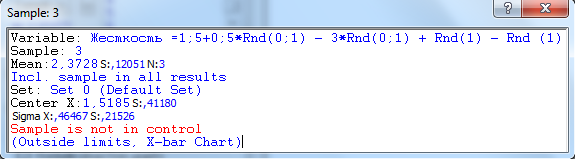 Sample: 3
Variable: Жесткость =1;5+0;5*Rnd(0;1) - 3*Rnd(0;1) + Rnd(1) - Rnd (1)
Sample: 3
Mean:2,3728 S:,12051 N:3
Incl. sample in all results
Set: Set 0 (Default Set)
Center X:1,5185 S:,41180
Sigma X:,46467 S:,21526
Sample is not in control
(Outside limits, X-bar Chart)